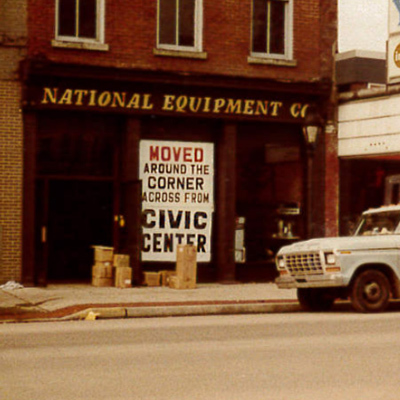 NATIONAL EQUIPMENT CO
MOVED
AROUND THE
CORNER
ACROSS FROM
CIVIC
CENTER